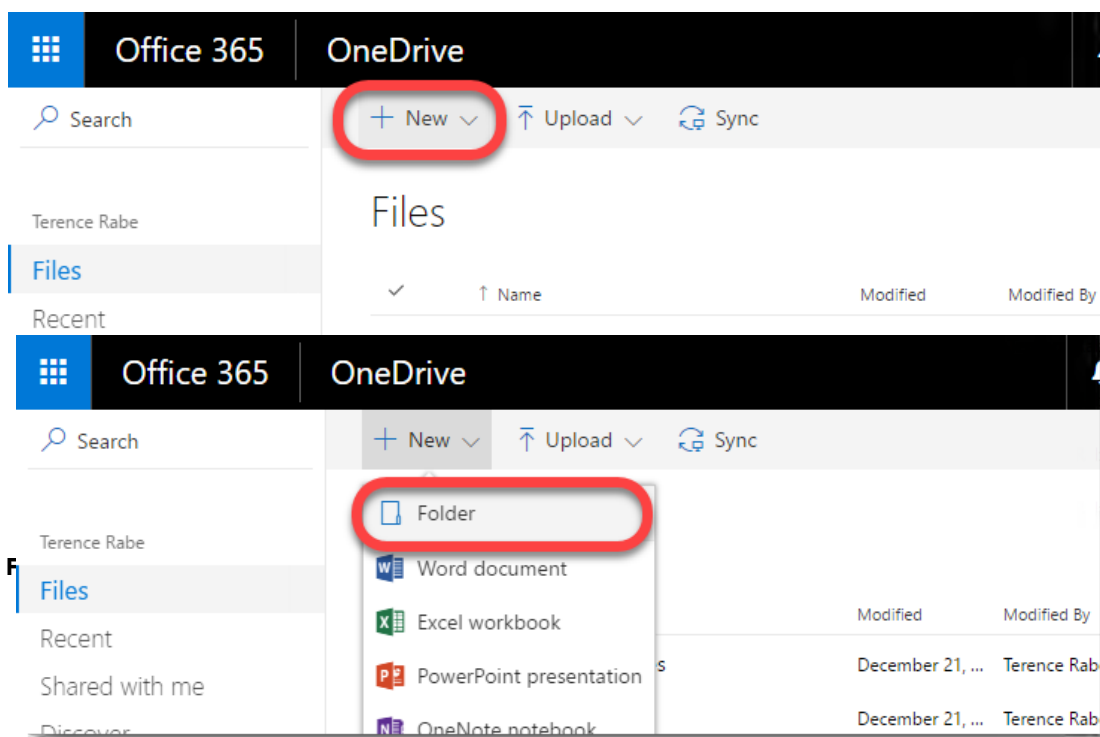 Office 365 OneDrive
Search + New Upload Sync
Terence Rabe
Files
Files
Recent
↑ Name Modified Modified By
Office 365 OneDrive
Search + New Upload Sync
Folder
Terence Rabe
F
Files
Recent
Shared with me
Discover
Word document
Excel workbook
PowerPoint presentation
OneNote notebook
Modified Modified By
s December 21, ... Terence Rab
December 21, ... Terence Rab